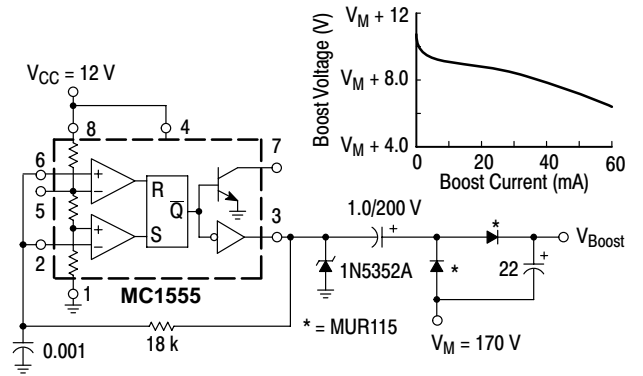 V_CC = 12 V
8
4
6
5
2
+
−
+
−
R
S
Q̅
7
3
1
MC1555
0.001
18 k
1N5352A
1.0/200 V
+
*
*
* = MUR115
22
+
V_Boost
V_M = 170 V
Boost Voltage (V)
V_M + 12
V_M + 8.0
V_M + 4.0
0
20
40
60
Boost Current (mA)